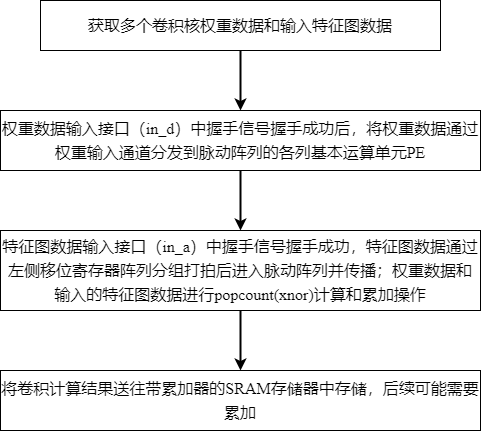 获取多个卷积核权重数据和输入特征图数据
权重数据输入接口（in_d）中握手信号握手成功后，将权重数据通过
权重输入通道分发到脉动阵列的各列基本运算单元PE
特征图数据输入接口（in_a）中握手信号握手成功，特征图数据通过
左侧移位寄存器阵列分组打拍后进入脉动阵列并传播；权重数据和
输入的特征图数据进行popcount(xnor)计算和累加操作
将卷积计算结果送往带累加器的SRAM存储器中存储，后续可能需要
累加